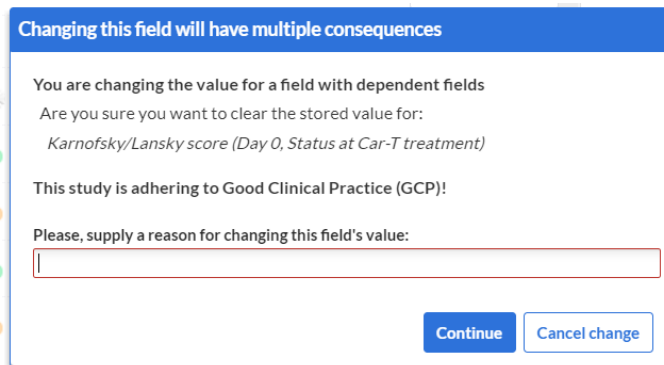 Changing this field will have multiple consequences
You are changing the value for a field with dependent fields
Are you sure you want to clear the stored value for:
Karnofsky/Lansky score (Day 0, Status at Car-T treatment)
This study is adhering to Good Clinical Practice (GCP)!
Please, supply a reason for changing this field's value:
Continue
Cancel change